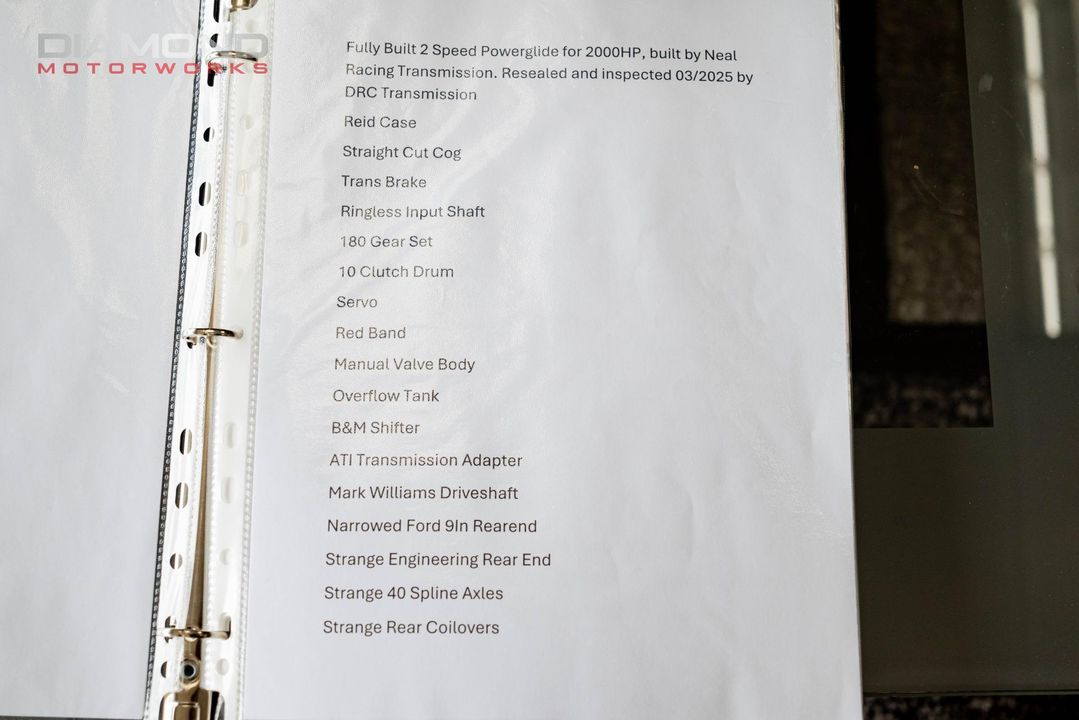 DIAMOND
MOTORWORKS
Fully Built 2 Speed Powerglide for 2000HP, built by Neal
Racing Transmission. Resealed and inspected 03/2025 by
DRC Transmission
Reid Case
Straight Cut Cog
Trans Brake
Ringless Input Shaft
180 Gear Set
10 Clutch Drum
Servo
Red Band
Manual Valve Body
Overflow Tank
B&M Shifter
ATI Transmission Adapter
Mark Williams Driveshaft
Narrowed Ford 9In Rearend
Strange Engineering Rear End
Strange 40 Spline Axles
Strange Rear Coilovers